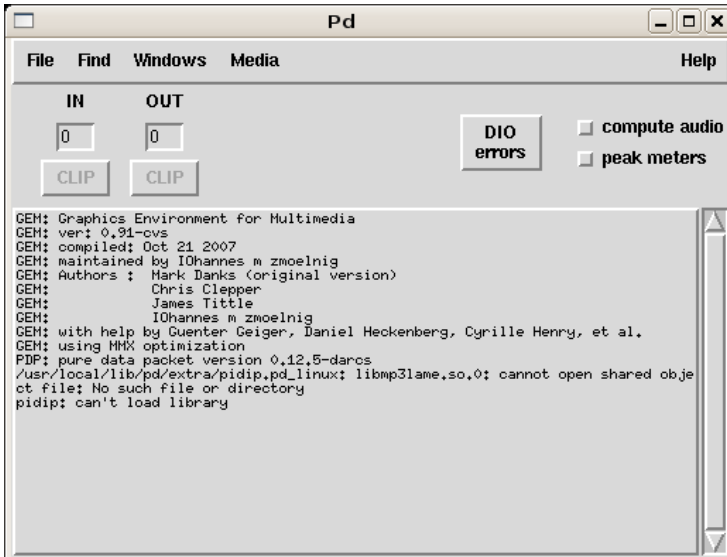 Pd
File Find Windows Media Help
IN OUT
0 0
DIO errors
compute audio
peak meters
CLIP CLIP
GEM: Graphics Environment for Multimedia
GEM: ver: 0.91-cvs
GEM: compiled: Oct 21 2007
GEM: maintained by IOhannes m zmoelnig
GEM: Authors :  Mark Danks (original version)
GEM:            Chris Clepper
GEM:            James Tittle
GEM:            IOhannes m zmoelnig
GEM: with help by Guenter Geiger, Daniel Heckenberg, Cyrille Henry, et al.
GEM: using MMX optimization
PDP: pure data packet version 0.12.5-darcs
/usr/local/lib/pd/extra/pidip.pd_linux: libmp3lame.so.0: cannot open shared obje
ct file: No such file or directory
pidip: can't load library